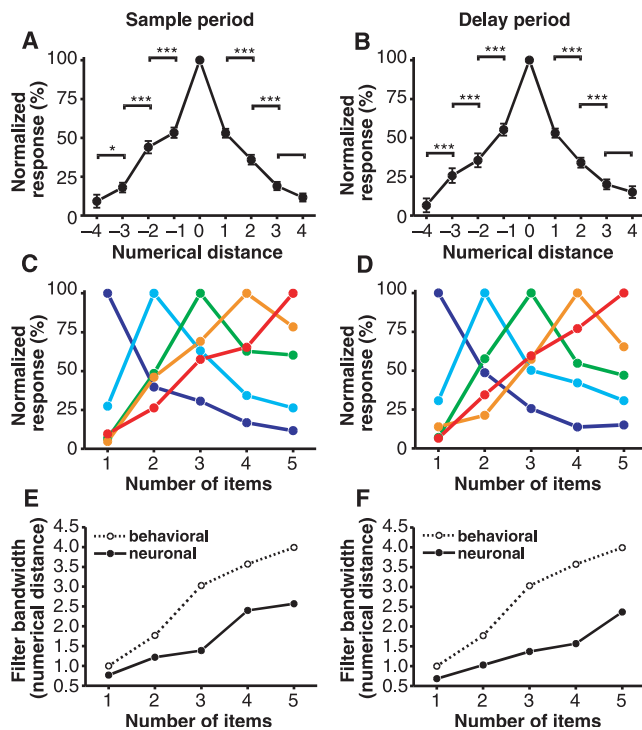 Sample period
A
*** ***
*** ***
*
100
75
50
25
0
Normalized
response (%)
–4 –3 –2 –1 0 1 2 3 4
Numerical distance
Delay period
B
*** ***
*** ***
***
100
75
50
25
0
Normalized
response (%)
–4 –3 –2 –1 0 1 2 3 4
Numerical distance
C
100
75
50
25
0
Normalized
response (%)
1 2 3 4 5
Number of items
D
100
75
50
25
0
Normalized
response (%)
1 2 3 4 5
Number of items
E
4.5
4.0
3.5
3.0
2.5
2.0
1.5
1.0
0.5
Filter bandwidth
(numerical distance)
behavioral
neuronal
1 2 3 4 5
Number of items
F
4.5
4.0
3.5
3.0
2.5
2.0
1.5
1.0
0.5
Filter bandwidth
(numerical distance)
behavioral
neuronal
1 2 3 4 5
Number of items